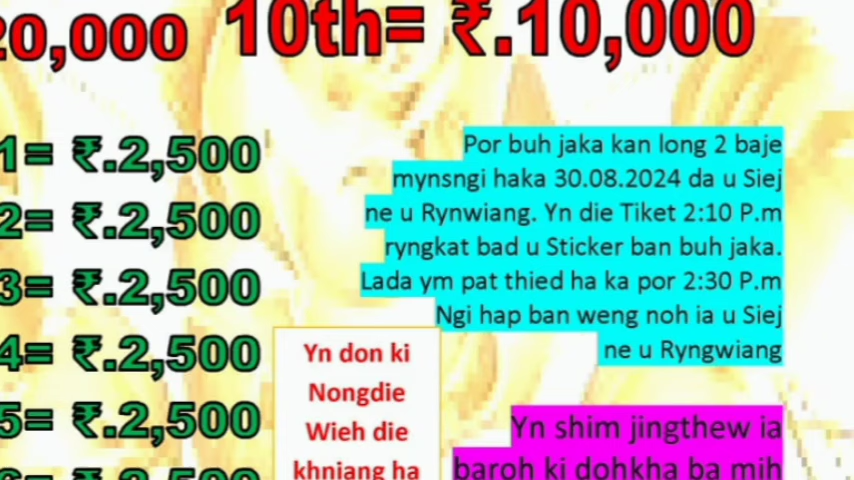 20,000 10th= ₹.10,000
1= ₹.2,500
2= ₹.2,500
3= ₹.2,500
4= ₹.2,500
5= ₹.2,500
₹.2,500
Por buh jaka kan long 2 baje
mynsngi haka 30.08.2024 da u Siej
ne u Rynwiang. Yn die Tiket 2:10 P.m
ryngkat bad u Sticker ban buh jaka.
Lada ym pat thied ha ka por 2:30 P.m
Ngi hap ban weng noh ia u Siej
ne u Ryngwiang
Yn don ki
Nongdie
Wieh die
khniang ha
Yn shim jingthew ia
baroh ki dohkha ba mih